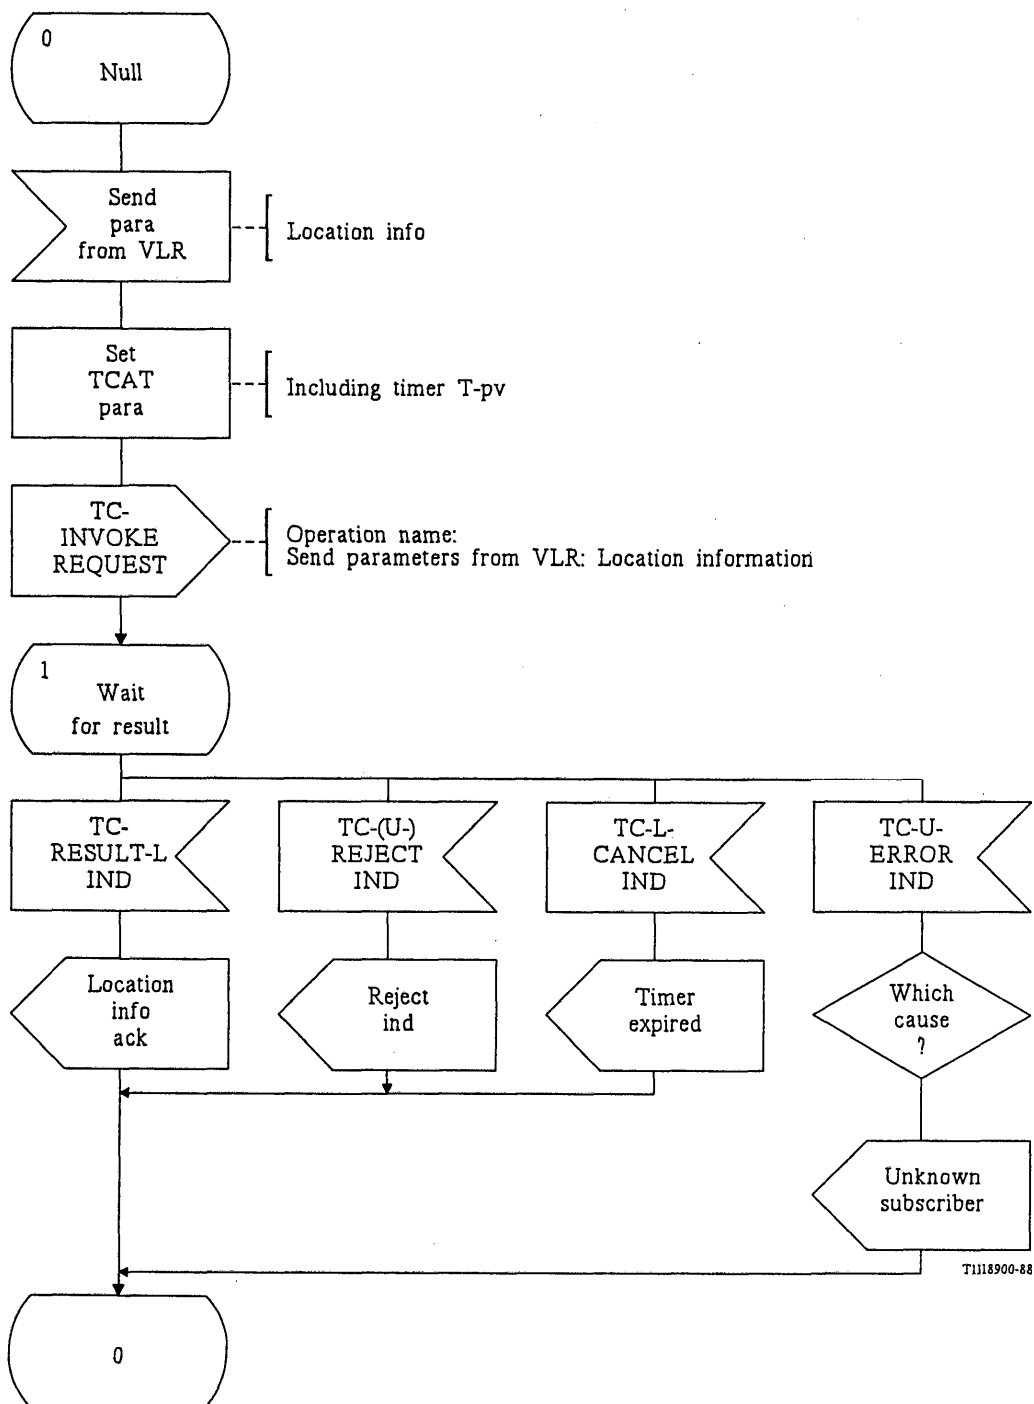 0
Null
Send
para
from VLR
Location info
Set
TCAT
para
Including timer T-pv
TC-
INVOKE
REQUEST
Operation name:
Send parameters from VLR: Location information
1
Wait
for result
TC-
RESULT-L
IND
TC-(U-)
REJECT
IND
TC-L-
CANCEL
IND
TC-U-
ERROR
IND
Location
info
ack
Reject
ind
Timer
expired
Which
cause
?
Unknown
subscriber
T1118900-88
0